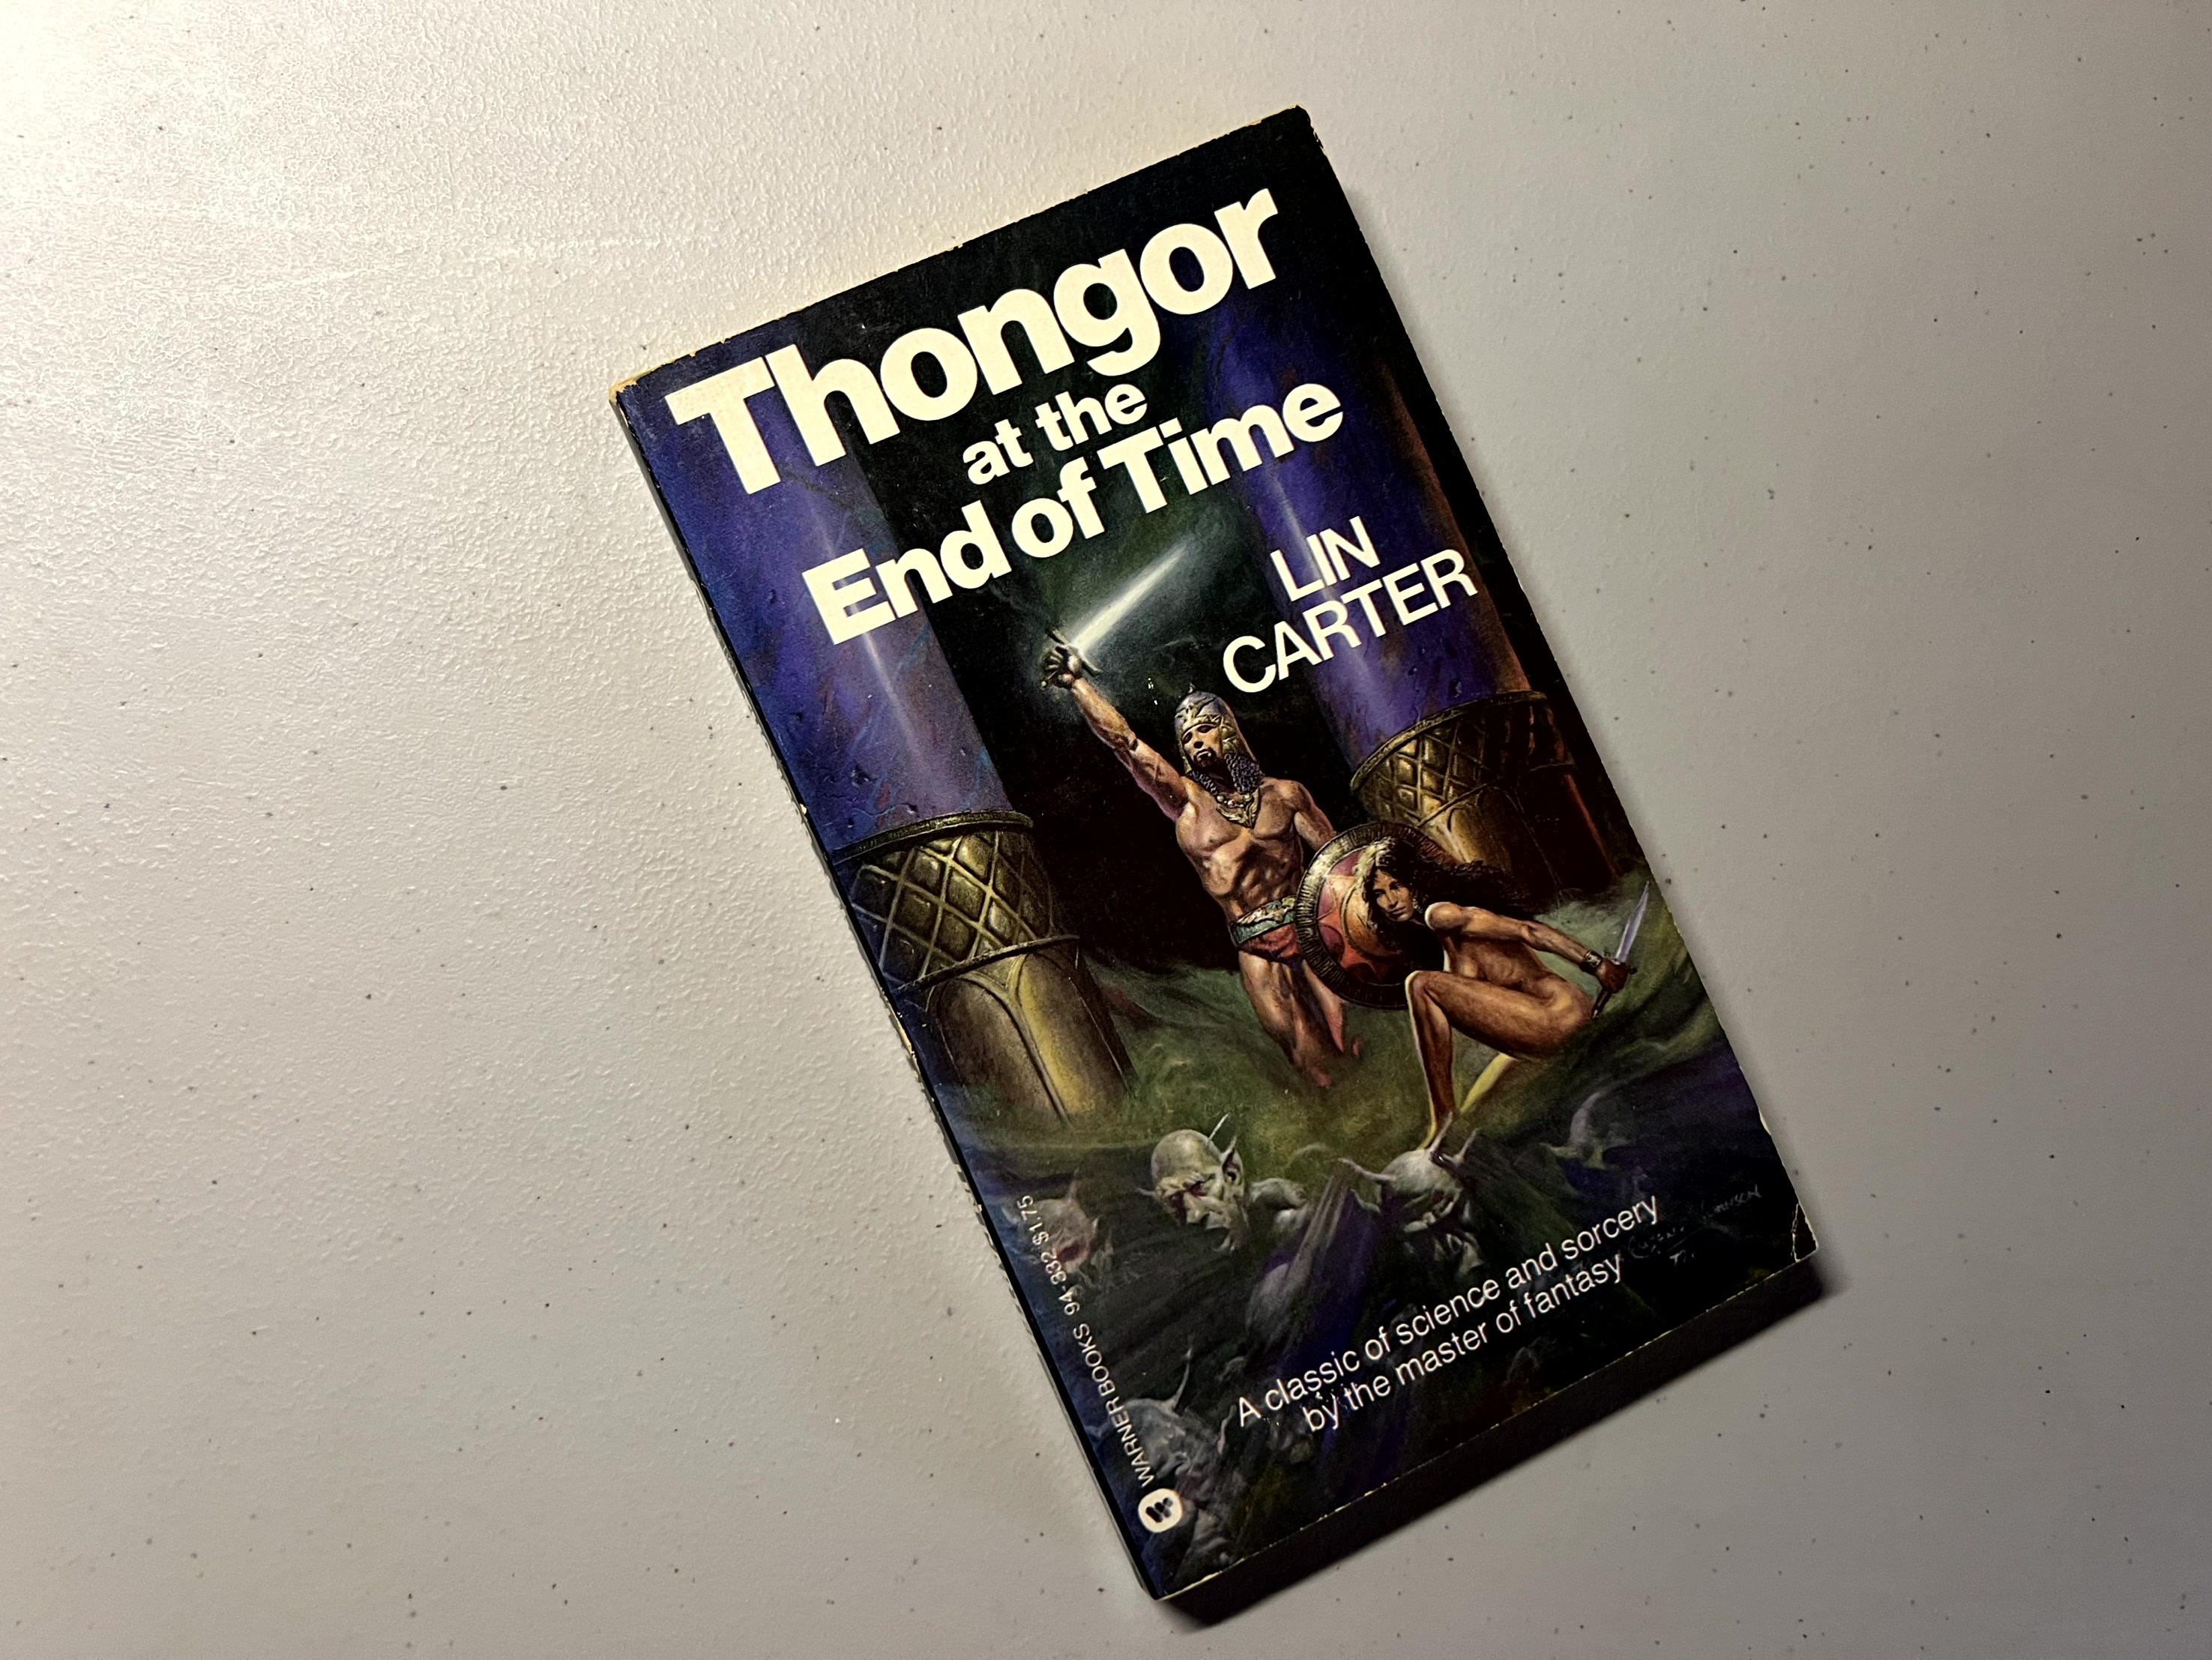 Thongor
at the
End of Time
LIN
CARTER
WARNER BOOKS 94-332 $1.75
A classic of science and sorcery
by the master of fantasy